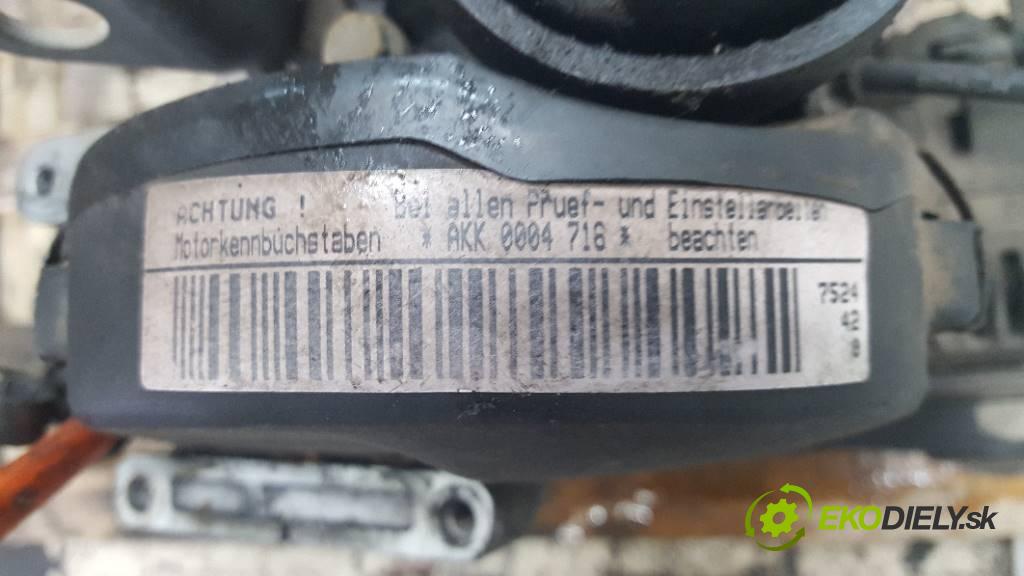 ACHTUNG ! Bei allen Pruef- und Einstellarbeiten
Motorkennbuchstaben * AKK 0004 716 * beachten
7524
42
0
EKODIELY.sk